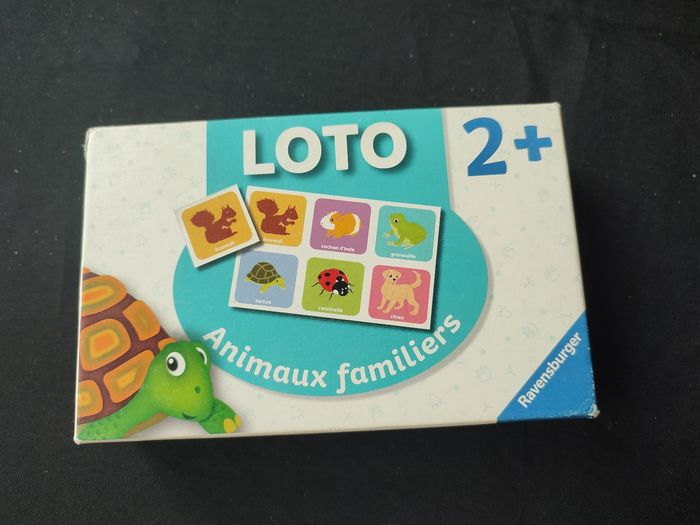 LOTO
2+
écureuil
écureuil
cochon d'inde
grenouille
tortue
coccinelle
chien
Animaux familiers
Ravensburger